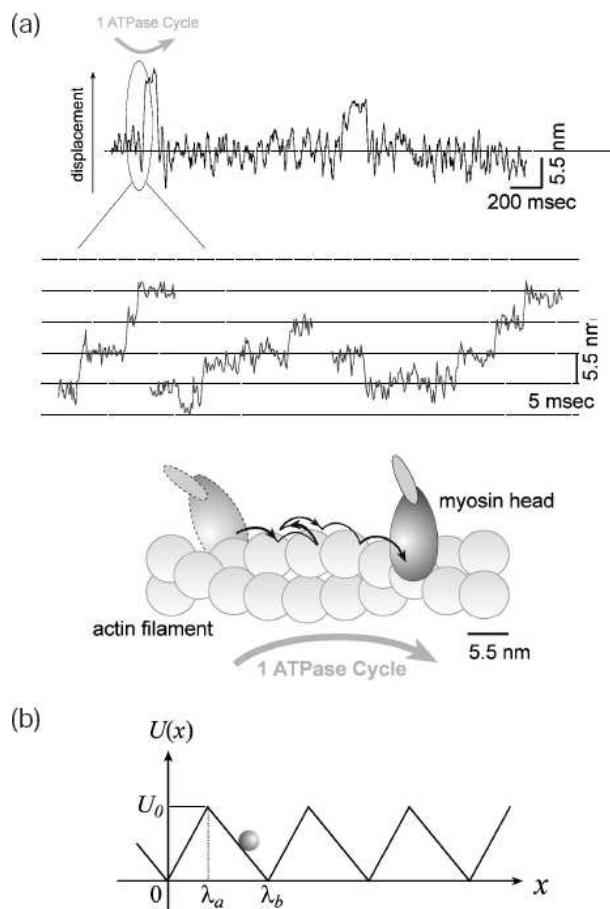 (a)
1 ATPase Cycle
displacement
5.5 nm
200 msec
5.5 nm
5 msec
myosin head
actin filament
5.5 nm
1 ATPase Cycle
(b)
U(x)
U₀
0
λₐ
λ_b
x